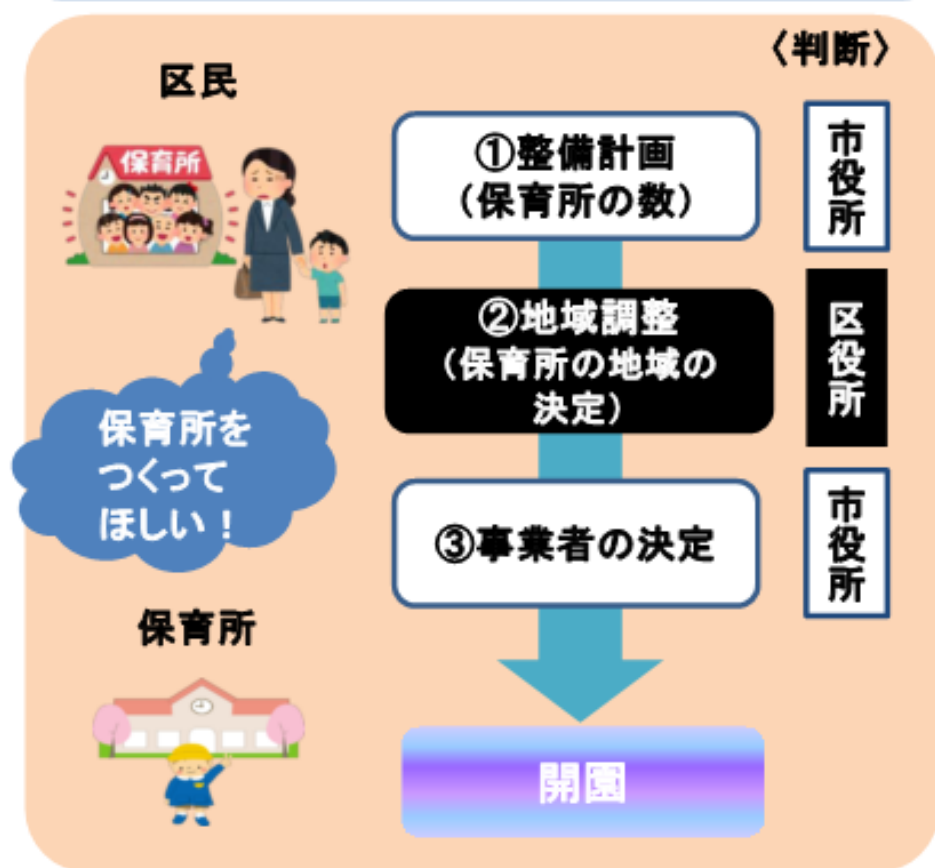 〈判断〉
区民
保育所
①整備計画
(保育所の数)
市役所
②地域調整
(保育所の地域の
決定)
区役所
保育所を
つくって
ほしい！
③事業者の決定
市役所
保育所
開園